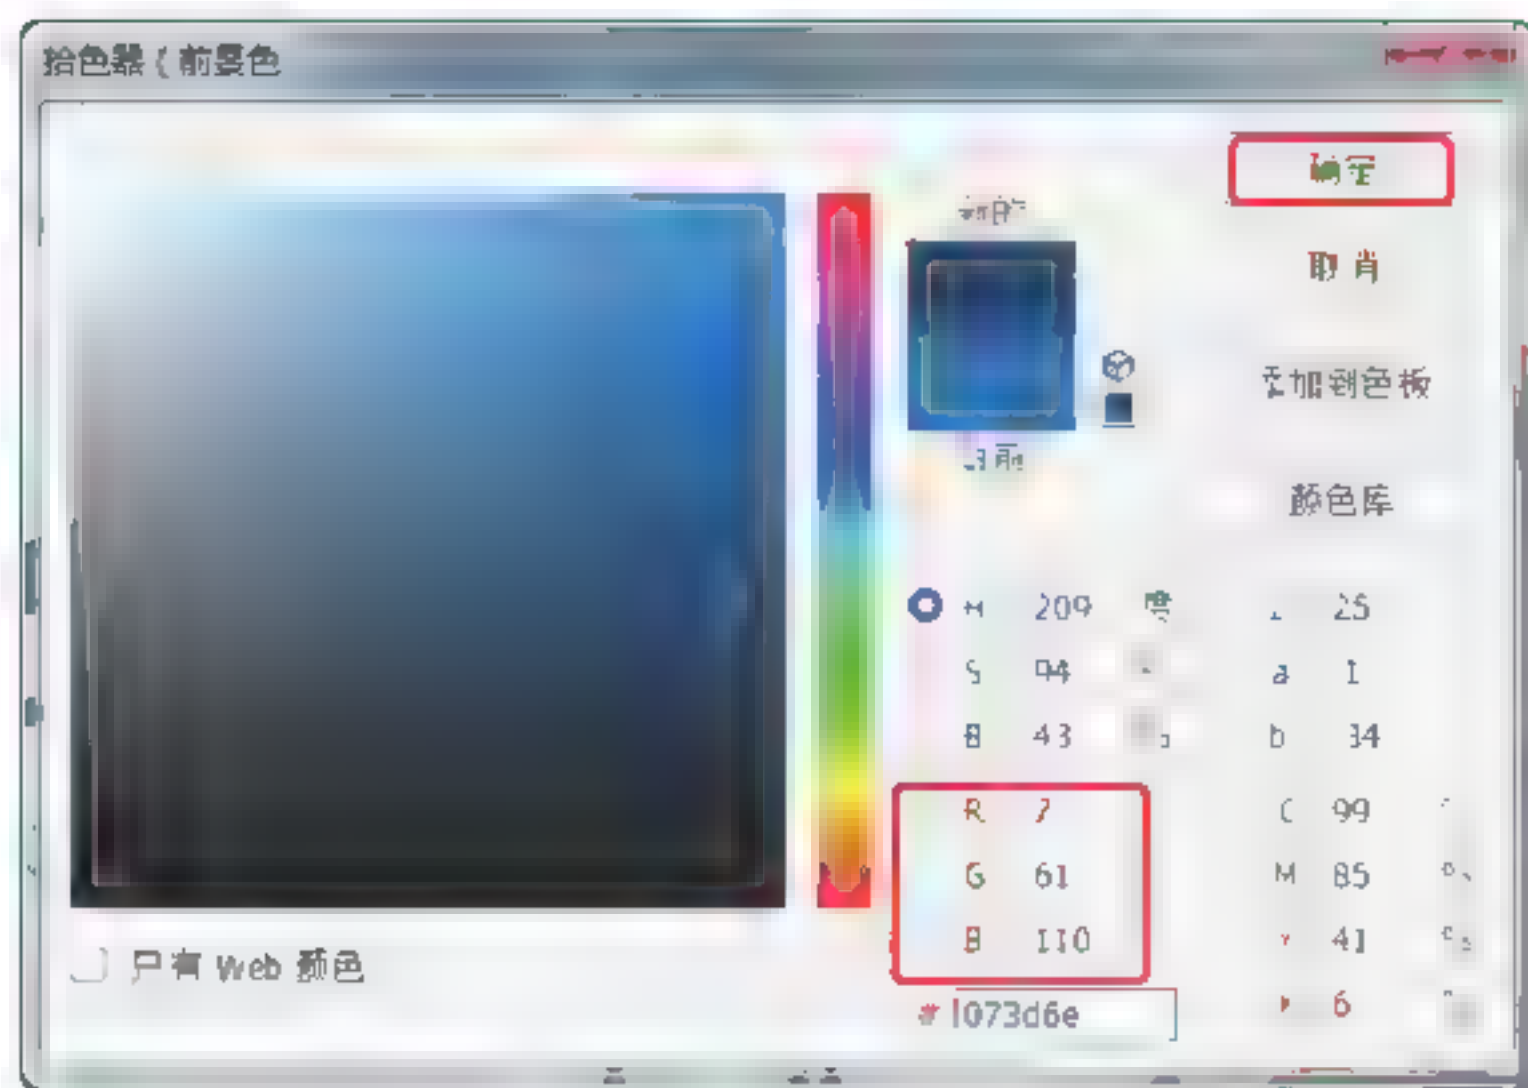 拾色器 ( 前景色
确定
取消
添加到色板
颜色库
H 209 度 25
S 94 a 1
B 43 b 34
R 7 C 99
G 61 M 85
B 110 Y 41
# 073d6e 6
只有 Web 颜色